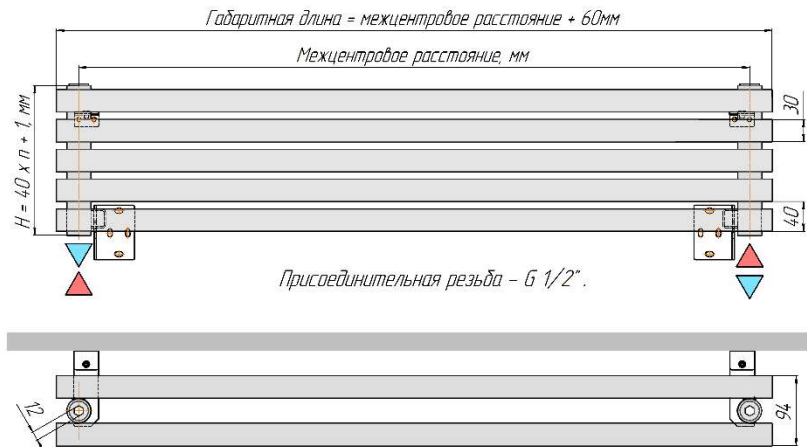 Габаритная длина = межцентровое расстояние + 60мм
Межцентровое расстояние, мм
H = 40 x n + 1, мм
30
40
Присоединительная резьба – G 1/2" .
12
94